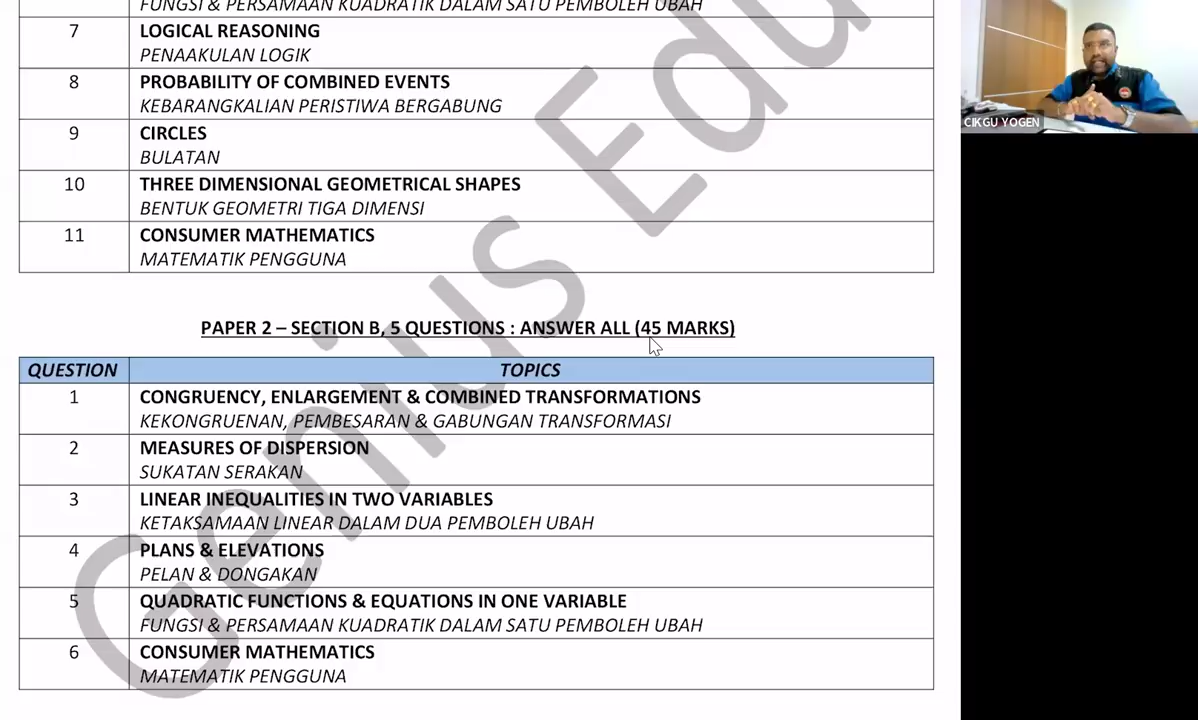 FUNGSI & PERSAMAAN KUADRATIK DALAM SATU PEMBOLEH UBAH
7 LOGICAL REASONING
PENAAKULAN LOGIK
8 PROBABILITY OF COMBINED EVENTS
KEBARANGKALIAN PERISTIWA BERGABUNG
9 CIRCLES
BULATAN
10 THREE DIMENSIONAL GEOMETRICAL SHAPES
BENTUK GEOMETRI TIGA DIMENSI
11 CONSUMER MATHEMATICS
MATEMATIK PENGGUNA
PAPER 2 – SECTION B, 5 QUESTIONS : ANSWER ALL (45 MARKS)
QUESTION TOPICS
1 CONGRUENCY, ENLARGEMENT & COMBINED TRANSFORMATIONS
KEKONGRUENAN, PEMBESARAN & GABUNGAN TRANSFORMASI
2 MEASURES OF DISPERSION
SUKATAN SERAKAN
3 LINEAR INEQUALITIES IN TWO VARIABLES
KETAKSAMAAN LINEAR DALAM DUA PEMBOLEH UBAH
4 PLANS & ELEVATIONS
PELAN & DONGAKAN
5 QUADRATIC FUNCTIONS & EQUATIONS IN ONE VARIABLE
FUNGSI & PERSAMAAN KUADRATIK DALAM SATU PEMBOLEH UBAH
6 CONSUMER MATHEMATICS
MATEMATIK PENGGUNA
Genius Edu
CIKGU YOGEN